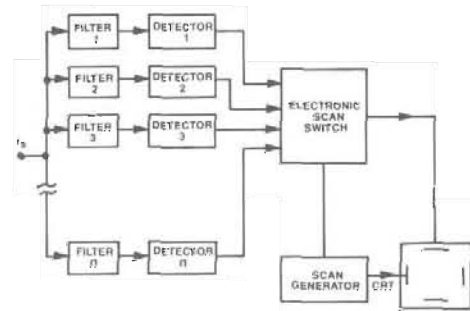 FILTER
1
DETECTOR
1
FILTER
2
DETECTOR
2
FILTER
3
DETECTOR
3
ELECTRONIC
SCAN
SWITCH
FILTER
n
DETECTOR
n
SCAN
GENERATOR
CRT